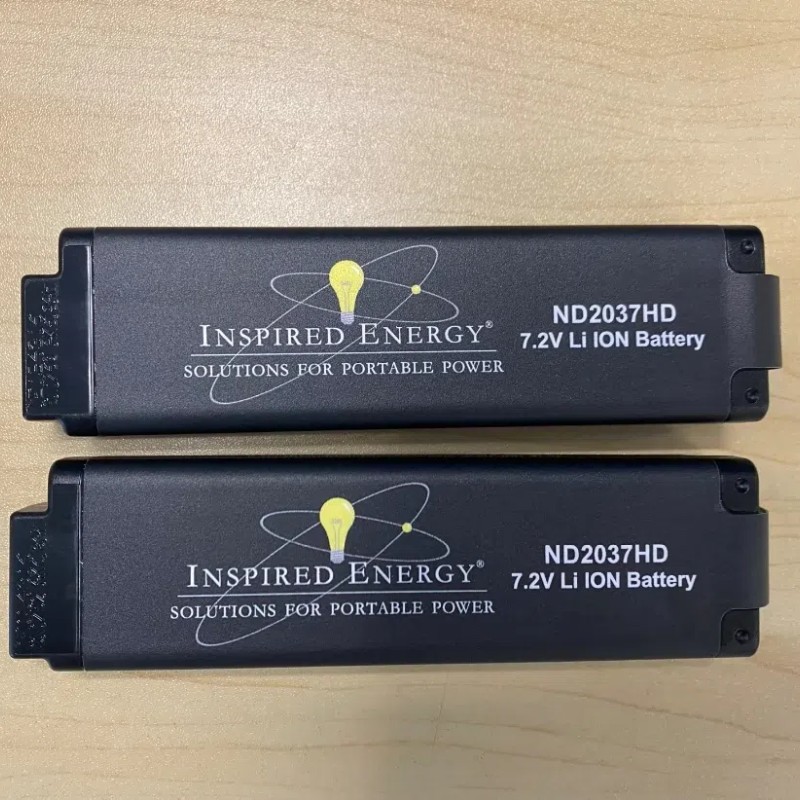 INSPIRED ENERGY®
SOLUTIONS FOR PORTABLE POWER
ND2037HD
7.2V Li ION Battery
INSPIRED ENERGY®
SOLUTIONS FOR PORTABLE POWER
ND2037HD
7.2V Li ION Battery